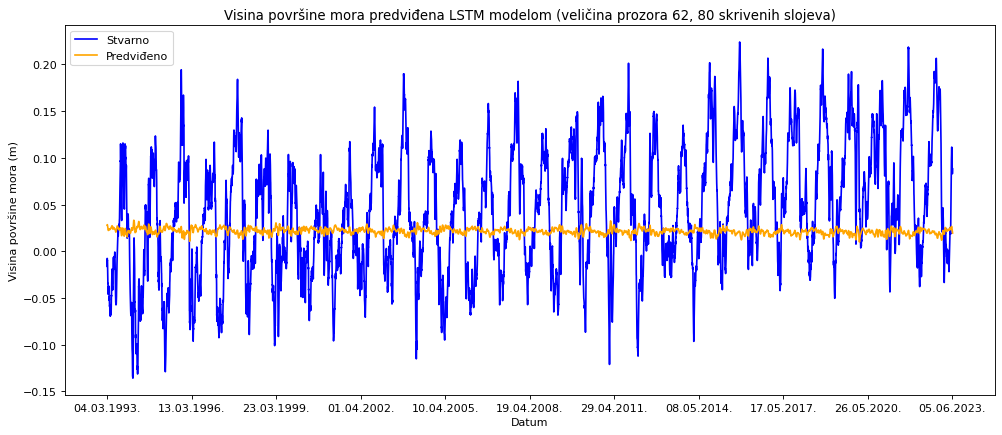 Visina površine mora predviđena LSTM modelom (veličina prozora 62, 80 skrivenih slojeva)
Stvarno
Predviđeno
Visina površine mora (m)
0.20
0.15
0.10
0.05
0.00
−0.05
−0.10
−0.15
04.03.1993. 13.03.1996. 23.03.1999. 01.04.2002. 10.04.2005. 19.04.2008. 29.04.2011. 08.05.2014. 17.05.2017. 26.05.2020. 05.06.2023.
Datum